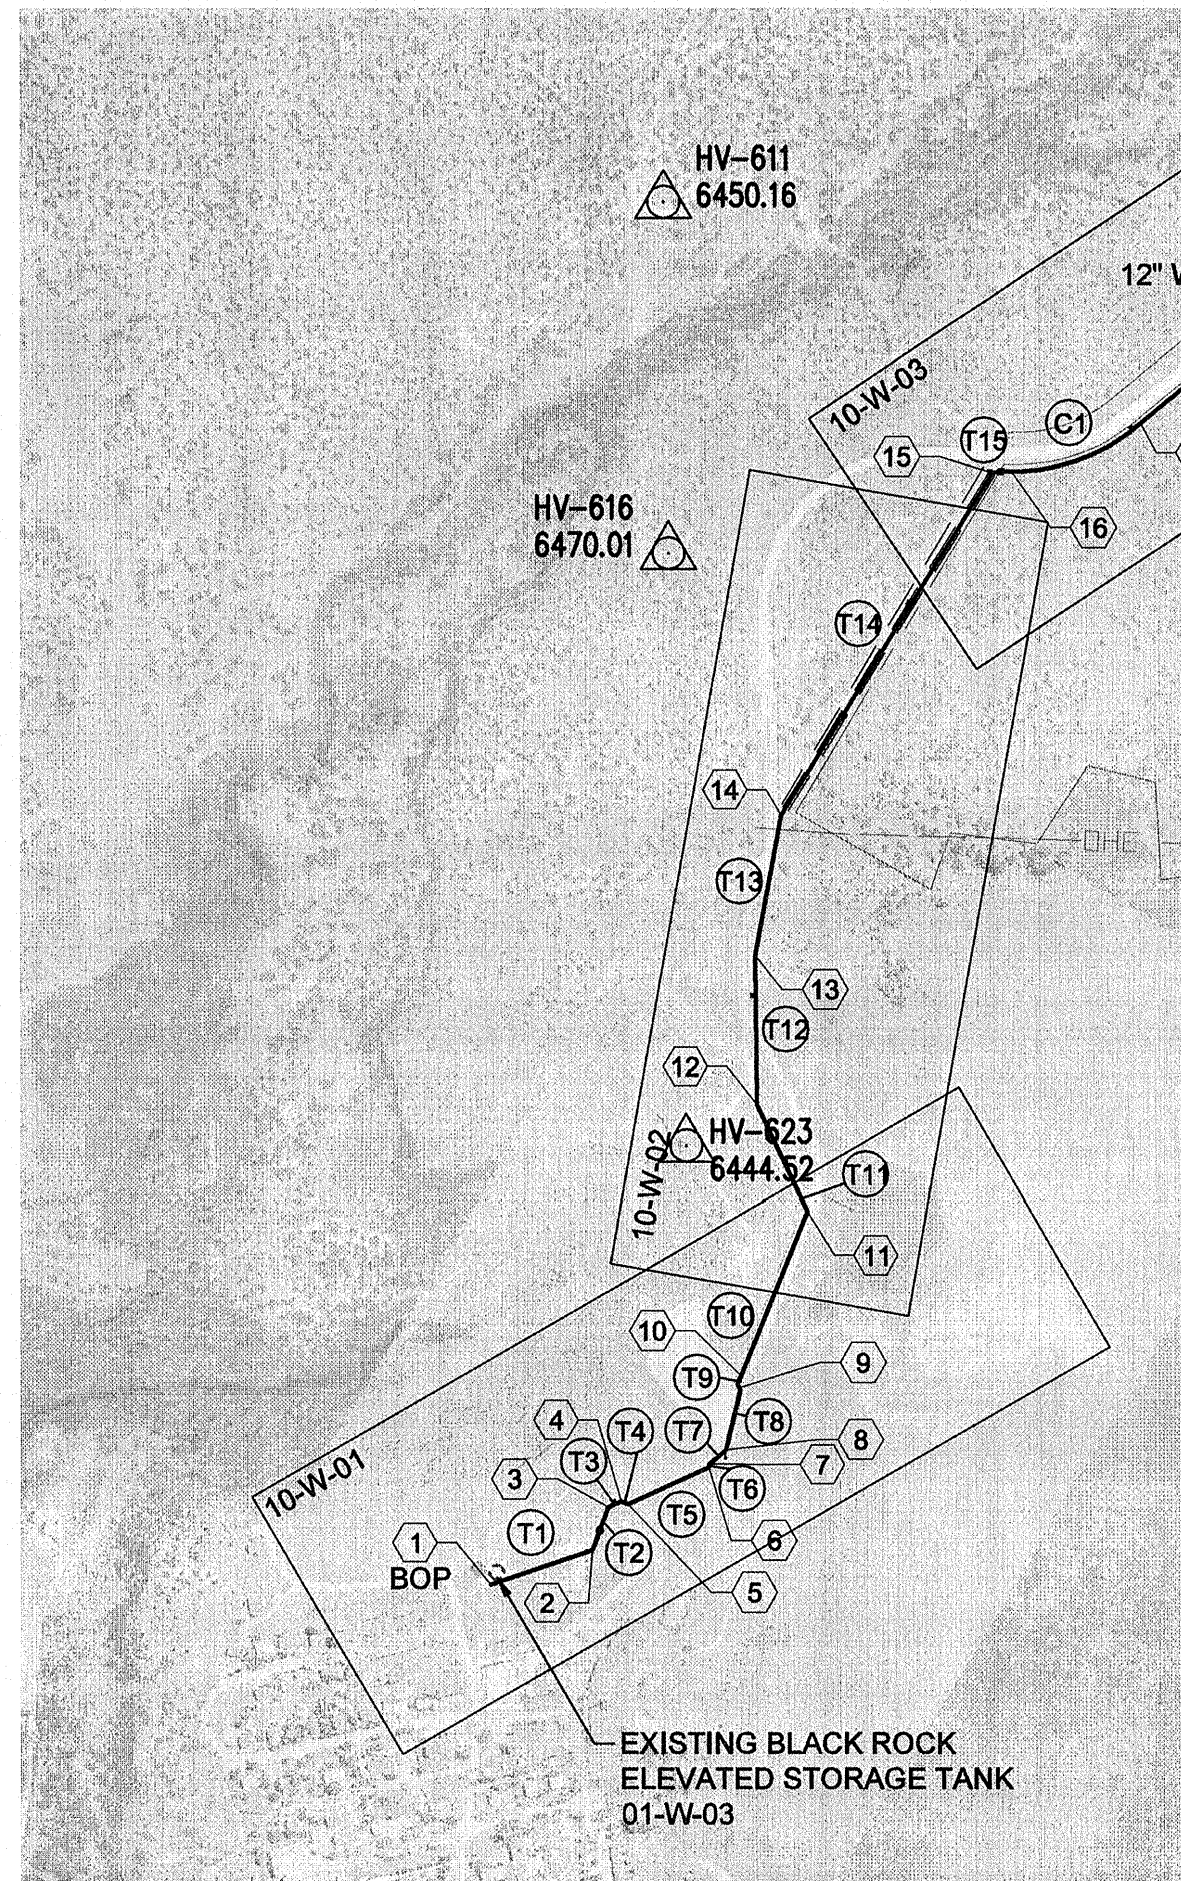 HV-611
6450.16
12"
10-W-03
C1
T15
15
HV-616
6470.01
16
T14
14
OHE
T13
13
T12
12
HV-623
6444.52
10-W-02
T11
11
T10
10
9
T9
4
T4
T7
T8
8
3
T3
7
10-W-01
T6
T5
1
T1
6
T2
BOP
2
5
EXISTING BLACK ROCK
ELEVATED STORAGE TANK
01-W-03